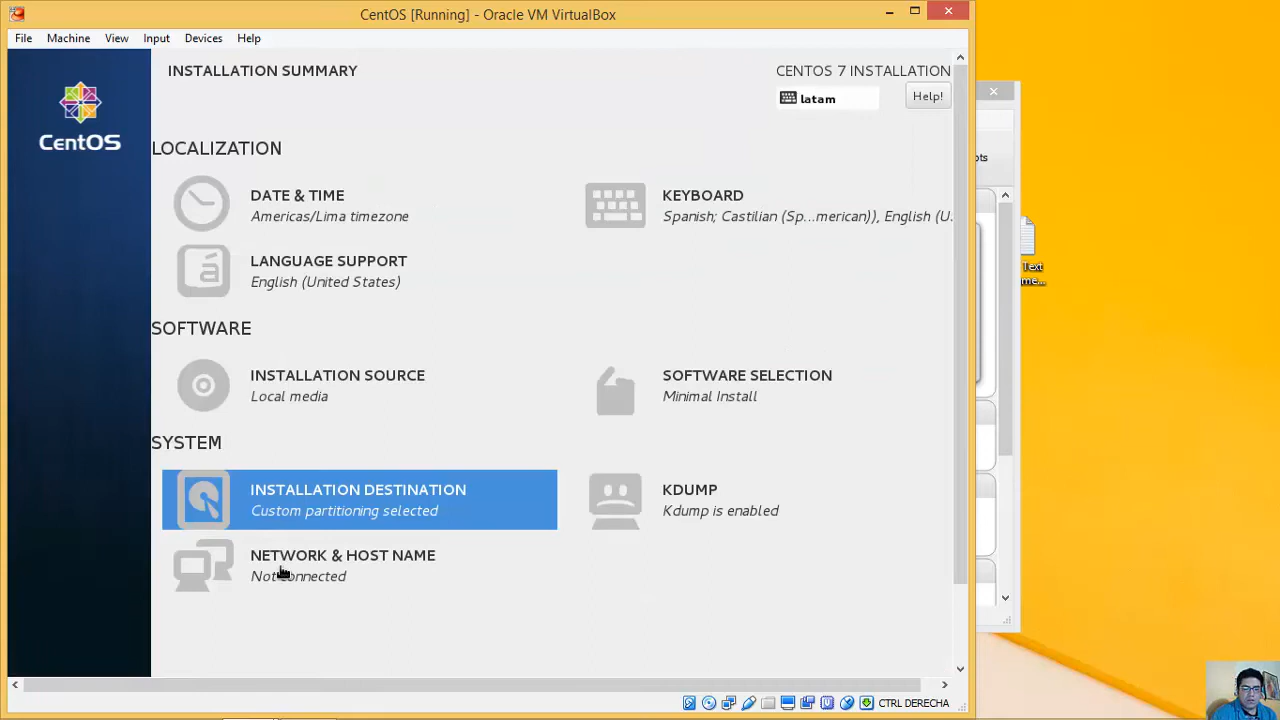 CentOS [Running] - Oracle VM VirtualBox
File Machine View Input Devices Help
INSTALLATION SUMMARY
CENTOS 7 INSTALLATION
latam
Help!
CentOS
LOCALIZATION
DATE & TIME
Americas/Lima timezone
KEYBOARD
Spanish; Castilian (Sp...merican)), English (U.
LANGUAGE SUPPORT
English (United States)
SOFTWARE
INSTALLATION SOURCE
Local media
SOFTWARE SELECTION
Minimal Install
SYSTEM
INSTALLATION DESTINATION
Custom partitioning selected
KDUMP
Kdump is enabled
NETWORK & HOST NAME
Not connected
CTRL DERECHA
ots
Text
me...